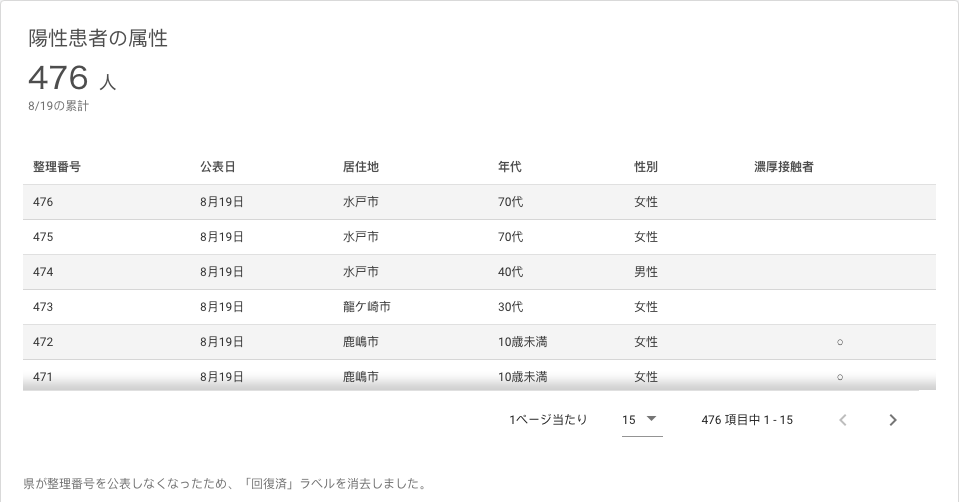 陽性患者の属性
476 人
8/19の累計
整理番号 公表日 居住地 年代 性別 濃厚接触者
476 8月19日 水戸市 70代 女性
475 8月19日 水戸市 70代 女性
474 8月19日 水戸市 40代 男性
473 8月19日 龍ケ崎市 30代 女性
472 8月19日 鹿嶋市 10歳未満 女性 ○
471 8月19日 鹿嶋市 10歳未満 女性 ○
1ページ当たり 15 476 項目中 1 - 15
県が整理番号を公表しなくなったため、「回復済」ラベルを消去しました。